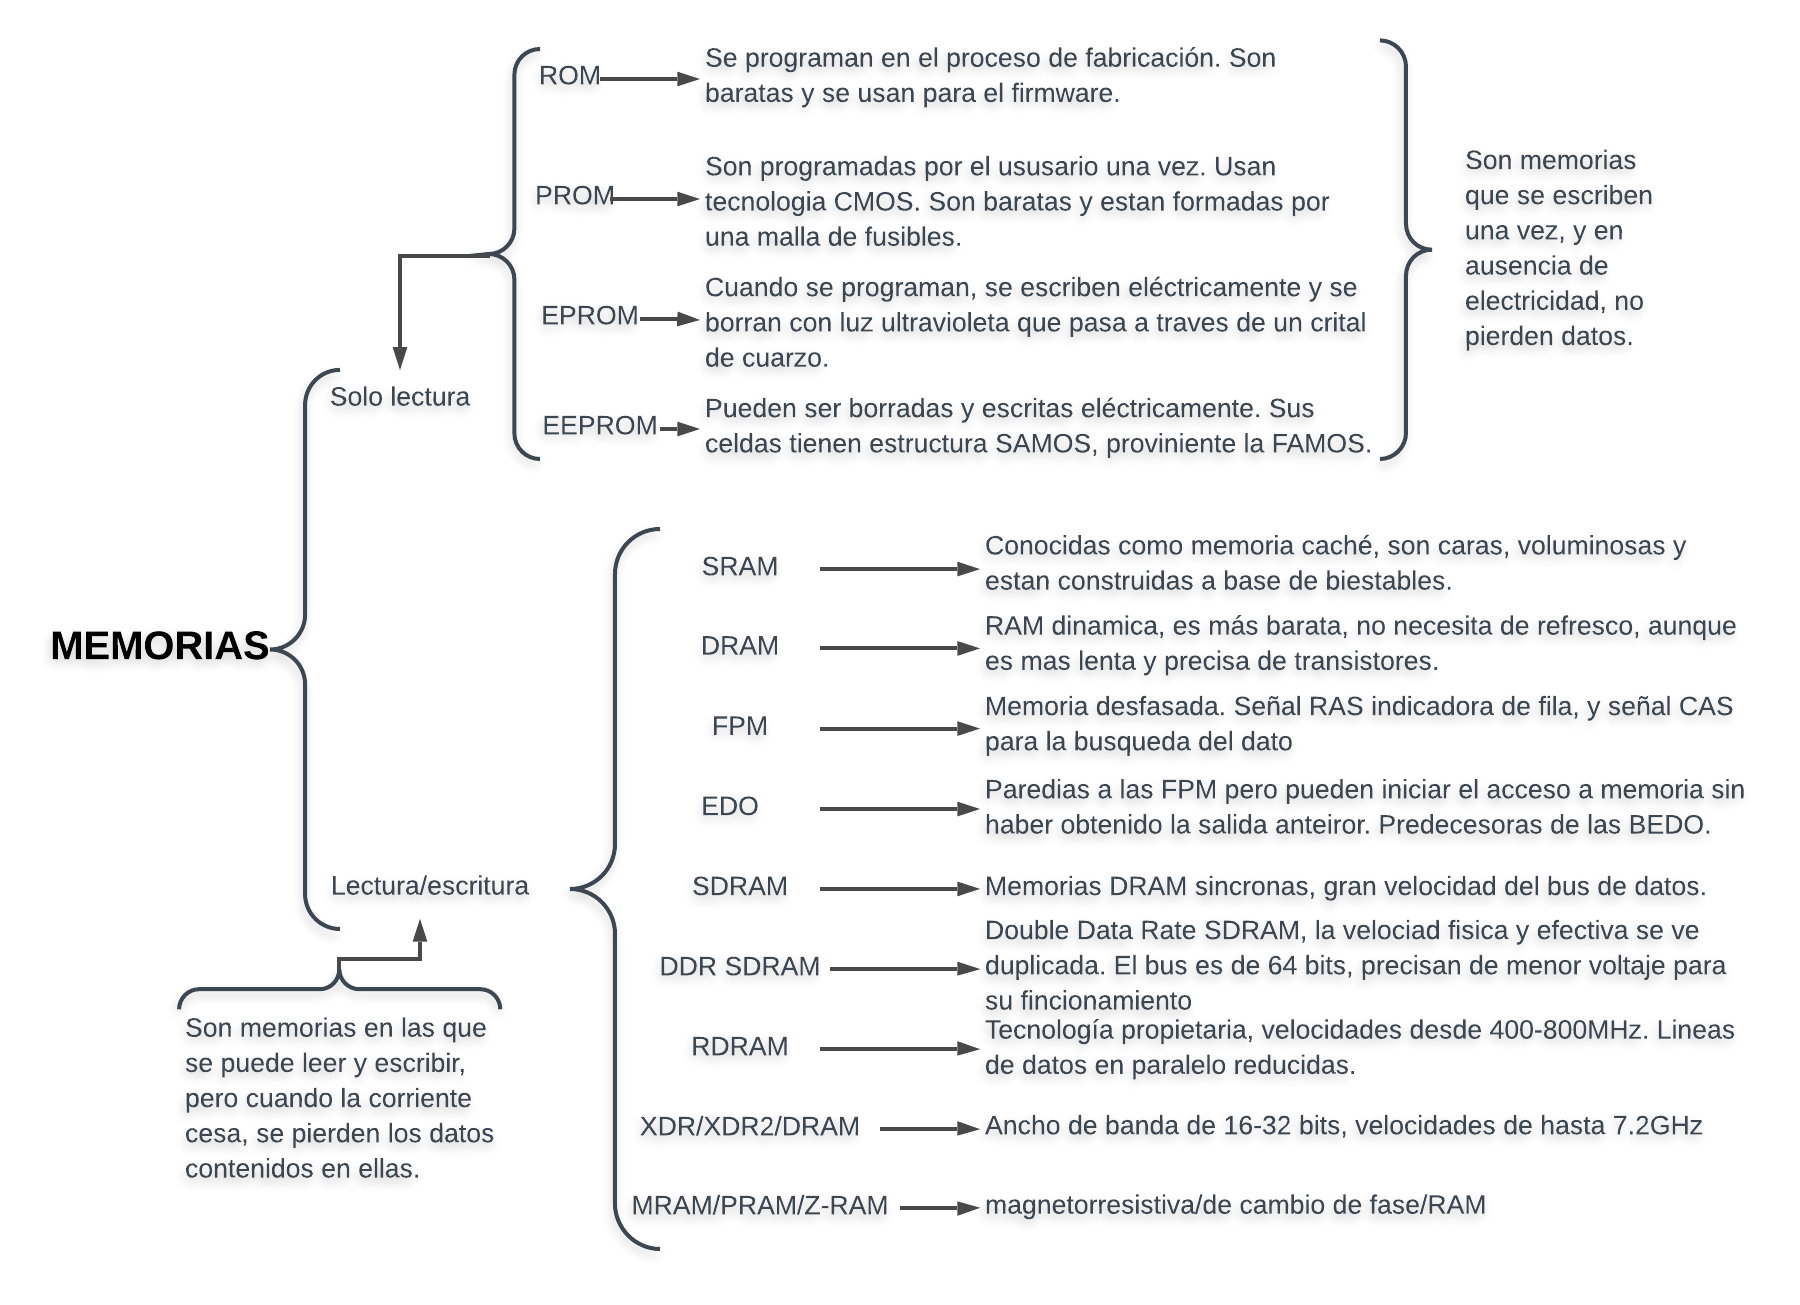 MEMORIAS
Solo lectura
ROM
Se programan en el proceso de fabricación. Son
baratas y se usan para el firmware.
PROM
Son programadas por el ususario una vez. Usan
tecnologia CMOS. Son baratas y estan formadas por
una malla de fusibles.
EPROM
Cuando se programan, se escriben eléctricamente y se
borran con luz ultravioleta que pasa a traves de un crital
de cuarzo.
EEPROM
Pueden ser borradas y escritas eléctricamente. Sus
celdas tienen estructura SAMOS, proviniente la FAMOS.
Son memorias
que se escriben
una vez, y en
ausencia de
electricidad, no
pierden datos.
Lectura/escritura
Son memorias en las que
se puede leer y escribir,
pero cuando la corriente
cesa, se pierden los datos
contenidos en ellas.
SRAM
Conocidas como memoria caché, son caras, voluminosas y
estan construidas a base de biestables.
DRAM
RAM dinamica, es más barata, no necesita de refresco, aunque
es mas lenta y precisa de transistores.
FPM
Memoria desfasada. Señal RAS indicadora de fila, y señal CAS
para la busqueda del dato
EDO
Paredias a las FPM pero pueden iniciar el acceso a memoria sin
haber obtenido la salida anteiror. Predecesoras de las BEDO.
SDRAM
Memorias DRAM sincronas, gran velocidad del bus de datos.
DDR SDRAM
Double Data Rate SDRAM, la velociad fisica y efectiva se ve
duplicada. El bus es de 64 bits, precisan de menor voltaje para
su fincionamiento
RDRAM
Tecnología propietaria, velocidades desde 400-800MHz. Lineas
de datos en paralelo reducidas.
XDR/XDR2/DRAM
Ancho de banda de 16-32 bits, velocidades de hasta 7.2GHz
MRAM/PRAM/Z-RAM
magnetorresistiva/de cambio de fase/RAM